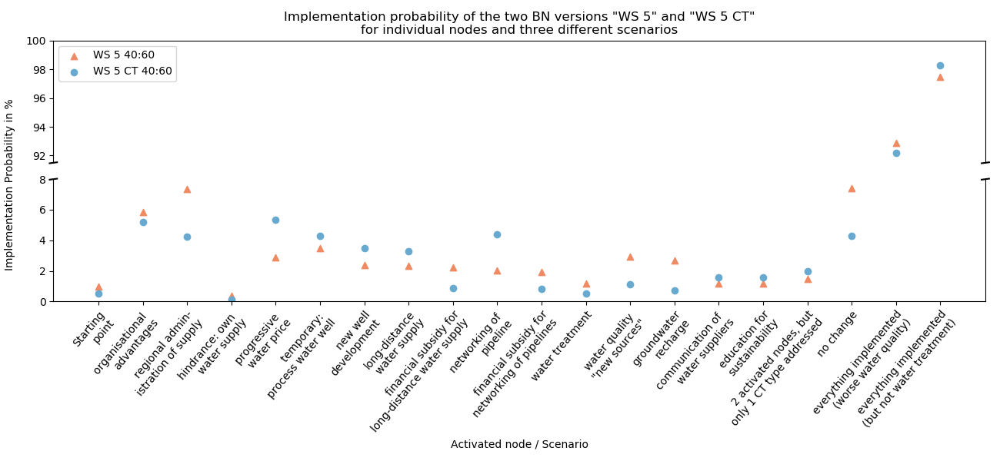 Implementation probability of the two BN versions "WS 5" and "WS 5 CT"
for individual nodes and three different scenarios
100
98
96
94
92
8
6
4
2
0
Implementation Probability in %
WS 5 40:60
WS 5 CT 40:60
Starting
point
organisational
advantages
regional admin-
istration of supply
hindrance: own
water supply
progressive
water price
temporary:
process water well
new well
development
long-distance
water supply
financial subsidy for
long-distance water supply
networking of
pipeline
financial subsidy for
networking of pipelines
water treatment
water quality
"new sources"
groundwater
recharge
communication of
water suppliers
education for
sustainability
2 activated nodes, but
only 1 CT type addressed
no change
everything implemented
(worse water quality)
everything implemented
(but not water treatment)
Activated node / Scenario